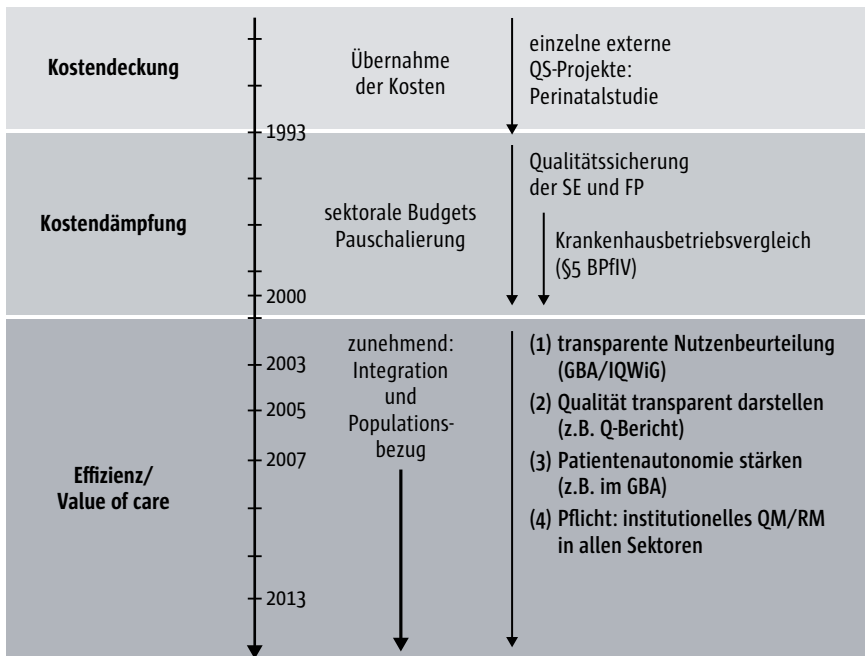 Kostendeckung
Übernahme
der Kosten
einzelne externe
QS-Projekte:
Perinatalstudie
1993
Kostendämpfung
sektorale Budgets
Pauschalierung
Qualitätssicherung
der SE und FP
Krankenhausbetriebsvergleich
(§5 BPflV)
2000
Effizienz/
Value of care
2003
2005
2007
2013
zunehmend:
Integration
und
Populations-
bezug
(1) transparente Nutzenbeurteilung
(GBA/IQWiG)
(2) Qualität transparent darstellen
(z.B. Q-Bericht)
(3) Patientenautonomie stärken
(z.B. im GBA)
(4) Pflicht: institutionelles QM/RM
in allen Sektoren